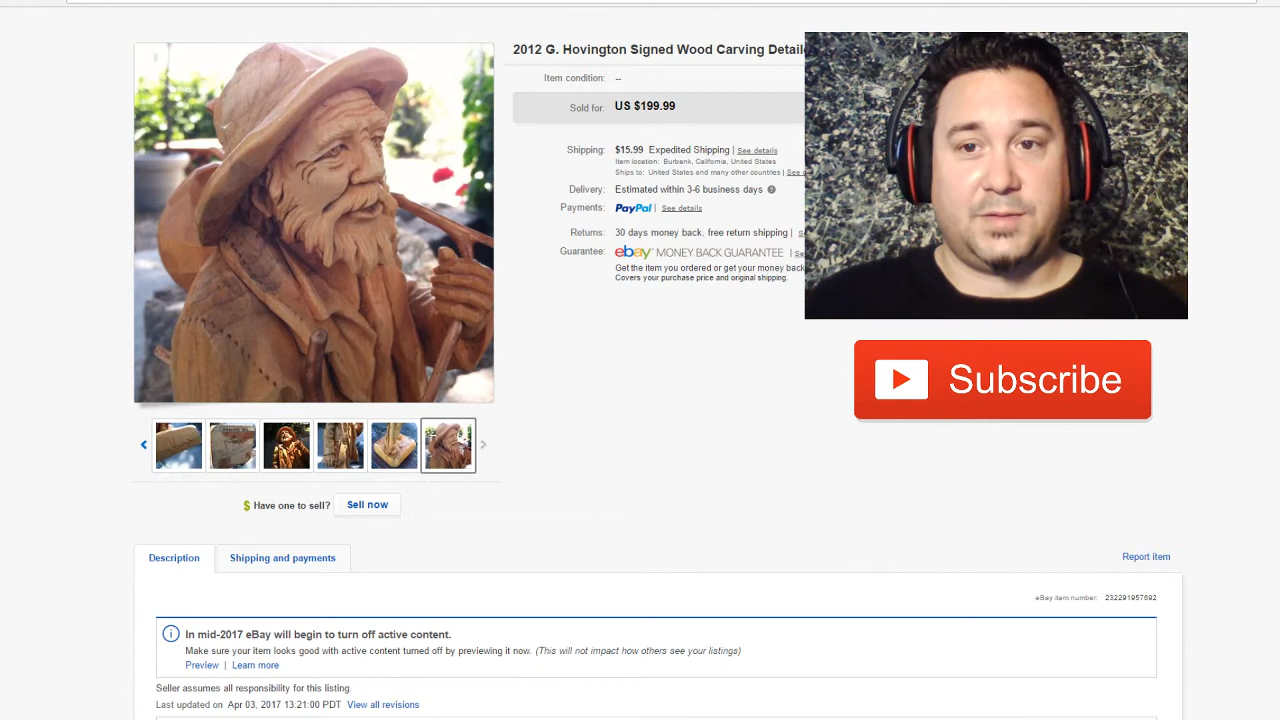 2012 G. Hovington Signed Wood Carving Detaile
Item condition: --
Sold for: US $199.99
Shipping: $15.99 Expedited Shipping | See details
Item location: Burbank, California, United States
Ships to: United States and many other countries | See
Delivery: Estimated within 3-6 business days
Payments: PayPal | See details
Returns: 30 days money back, free return shipping |
Guarantee: ebay MONEY BACK GUARANTEE |
Get the item you ordered or get your money back
Covers your purchase price and original shipping.
Subscribe
$ Have one to sell? Sell now
Description
Shipping and payments
Report item
eBay item number: 232291957692
In mid-2017 eBay will begin to turn off active content.
Make sure your item looks good with active content turned off by previewing it now. (This will not impact how others see your listings)
Preview | Learn more
Seller assumes all responsibility for this listing.
Last updated on Apr 03, 2017 13:21:00 PDT View all revisions